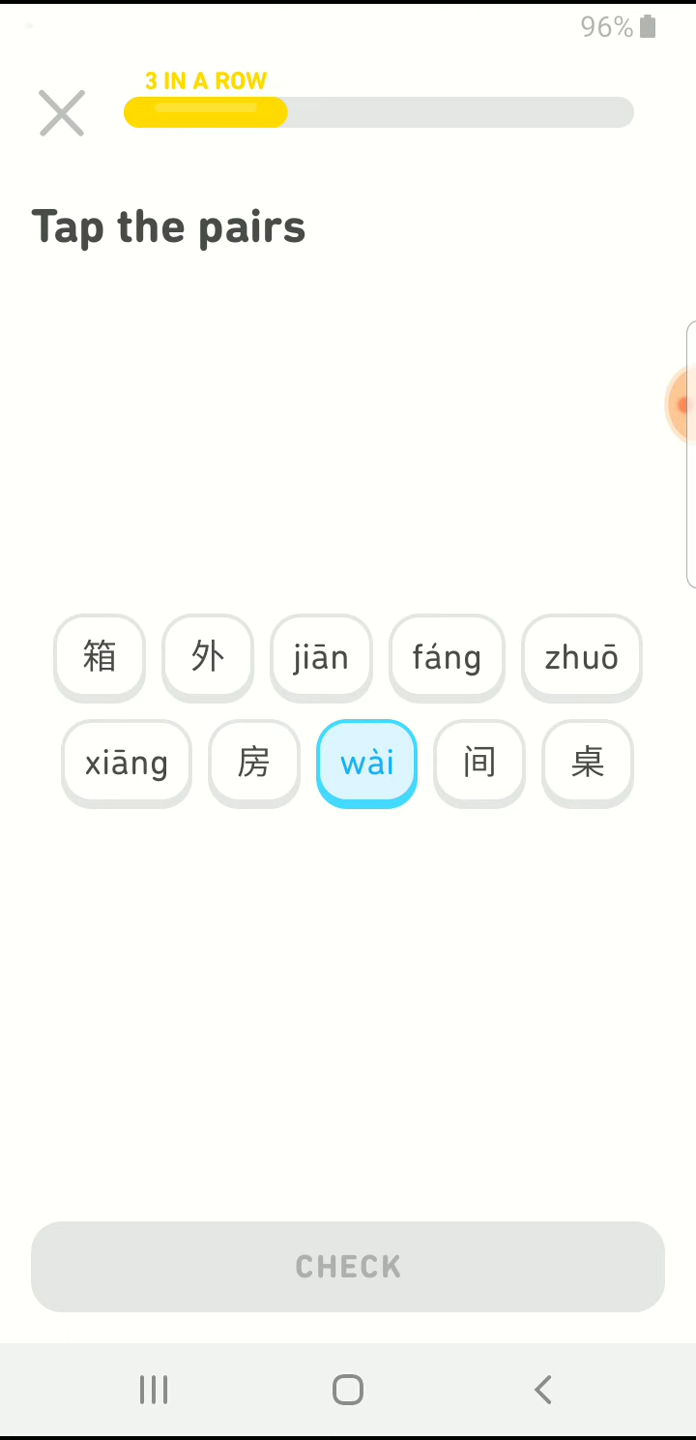 96%
3 IN A ROW
Tap the pairs
箱 外 jiān fáng zhuō
xiāng 房 wài 间 桌
CHECK